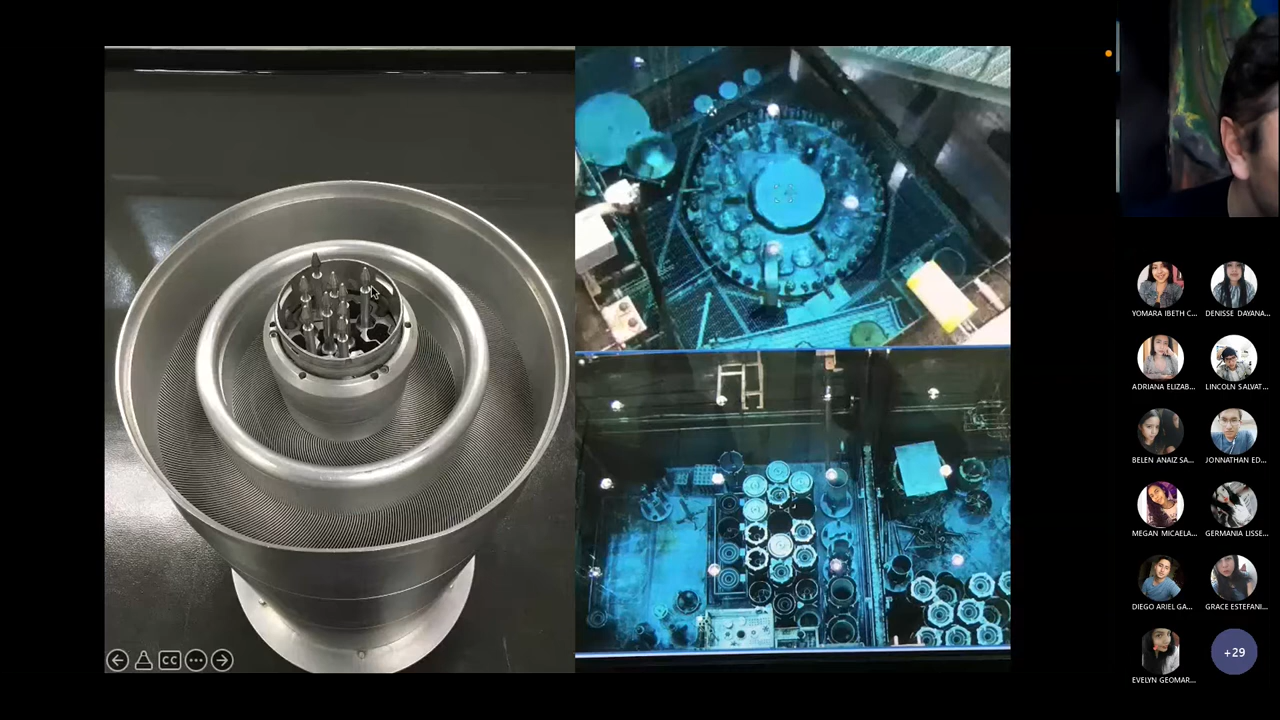 CC
YOMARA IBETH C...
DENISSE DAYANA...
ADRIANA ELIZAB...
LINCOLN SALVAT...
BELEN ANAIZ SA...
JONNATHAN ED...
MEGAN MICAELA...
GERMANIA LISSE...
DIEGO ARIEL GA...
GRACE ESTEFANI...
EVELYN GEOMAR...
+29